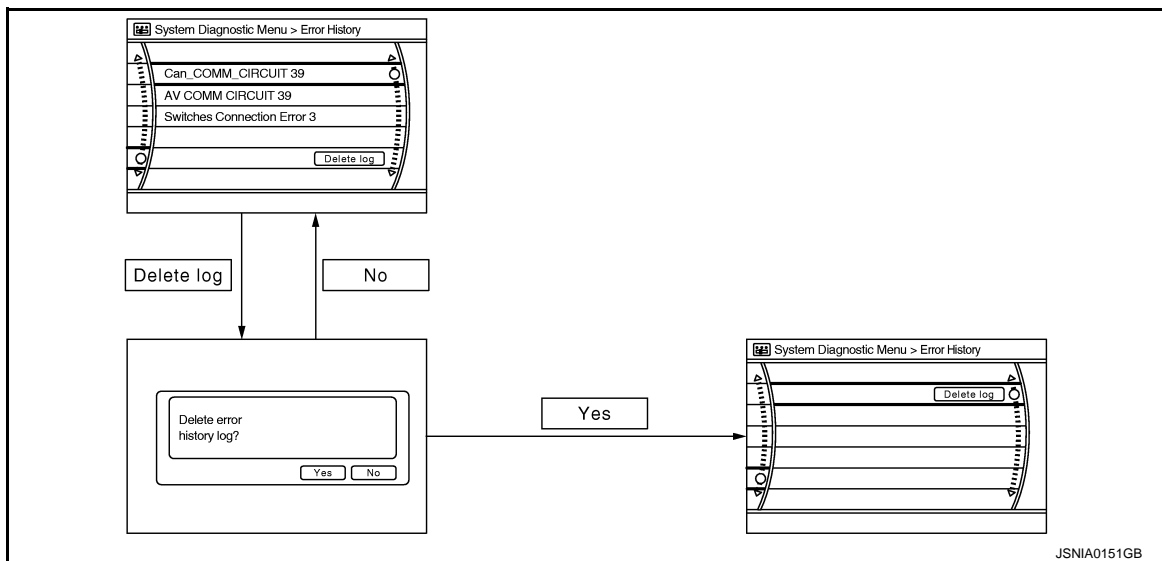 System Diagnostic Menu > Error History
Can_COMM_CIRCUIT 39
AV COMM CIRCUIT 39
Switches Connection Error 3
Delete log
Delete log
No
Delete error
history log?
Yes
No
Yes
System Diagnostic Menu > Error History
Delete log
JSNIA0151GB